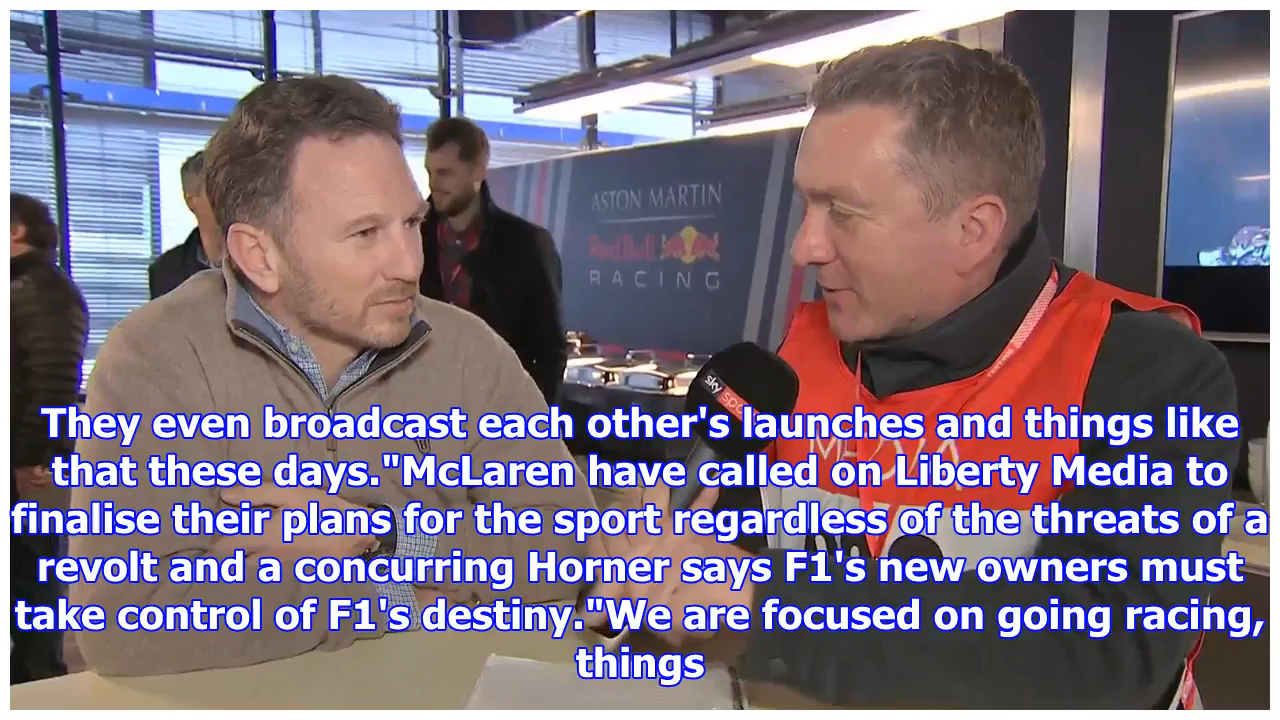 ASTON MARTIN
Red Bull
RACING
sky
MEDIA
They even broadcast each other's launches and things like
that these days."McLaren have called on Liberty Media to
finalise their plans for the sport regardless of the threats of a
revolt and a concurring Horner says F1's new owners must
take control of F1's destiny."We are focused on going racing,
things